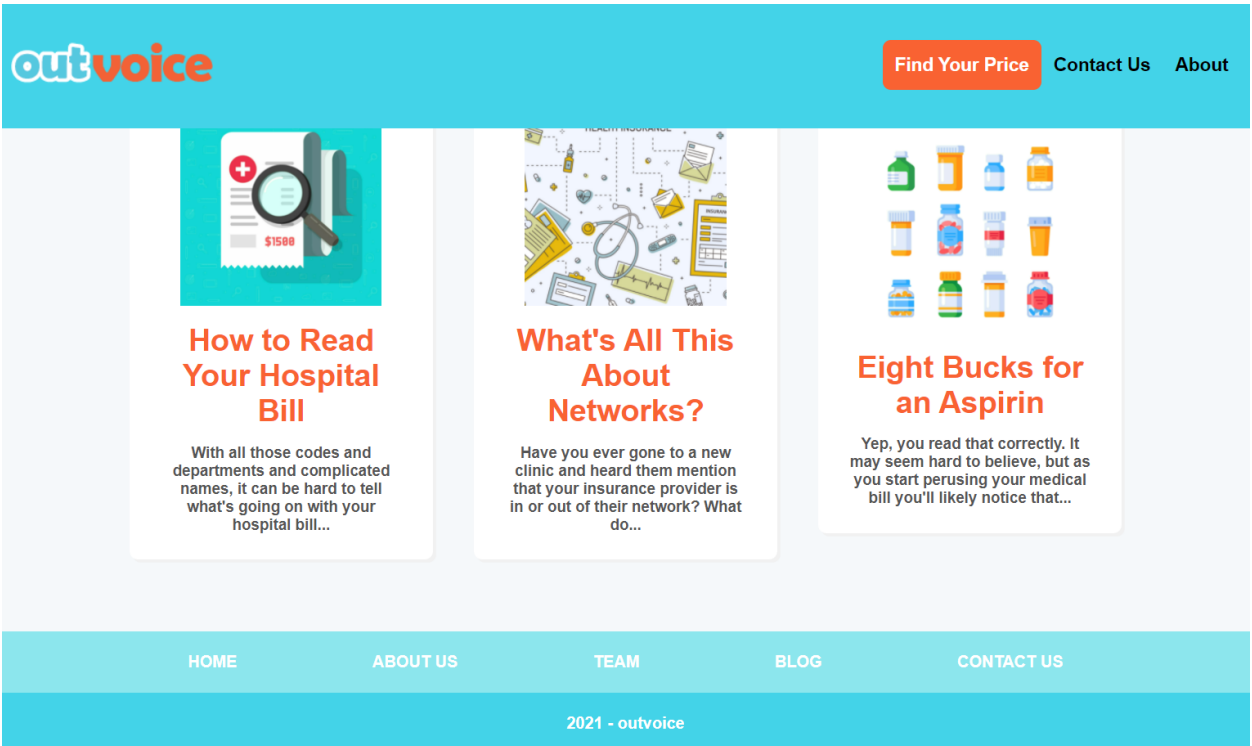 outvoice
Find Your Price
Contact Us
About
HEALTH INSURANCE
$1500
INSURAN
How to Read
Your Hospital
Bill
With all those codes and
departments and complicated
names, it can be hard to tell
what's going on with your
hospital bill...
What's All This
About
Networks?
Have you ever gone to a new
clinic and heard them mention
that your insurance provider is
in or out of their network? What
do...
Eight Bucks for
an Aspirin
Yep, you read that correctly. It
may seem hard to believe, but as
you start perusing your medical
bill you'll likely notice that...
HOME
ABOUT US
TEAM
BLOG
CONTACT US
2021 - outvoice